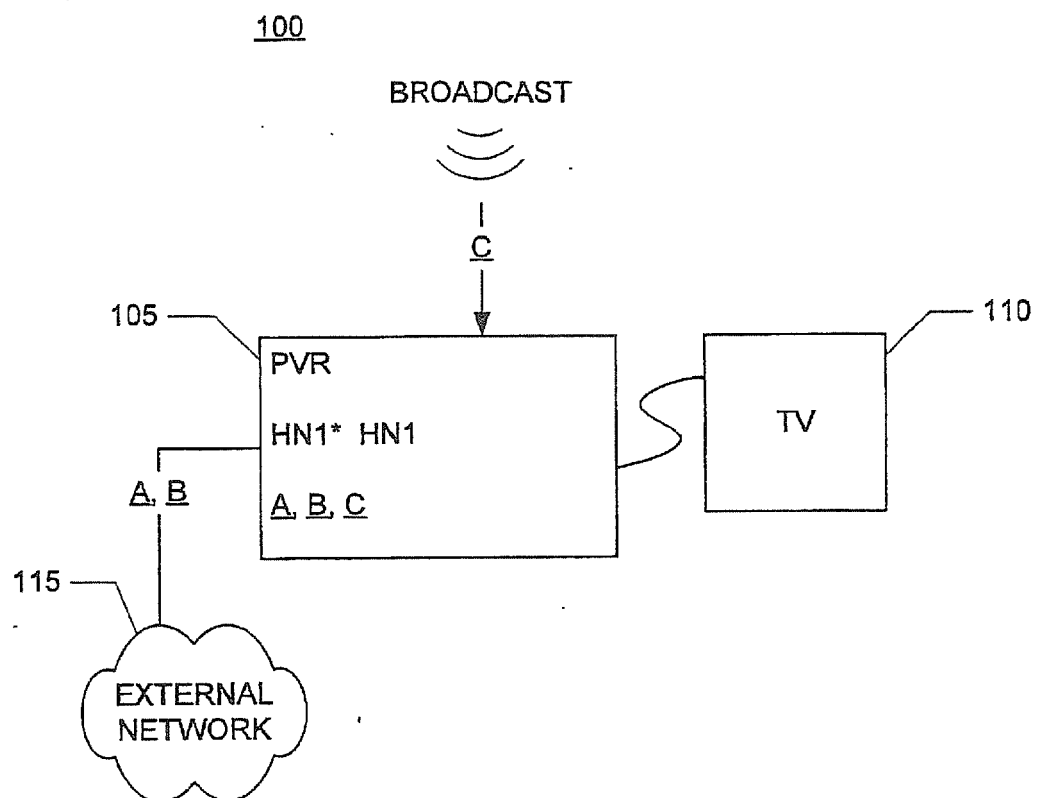 100
BROADCAST
C
105
110
PVR
TV
HN1* HN1
A, B
A, B, C
115
EXTERNAL
NETWORK